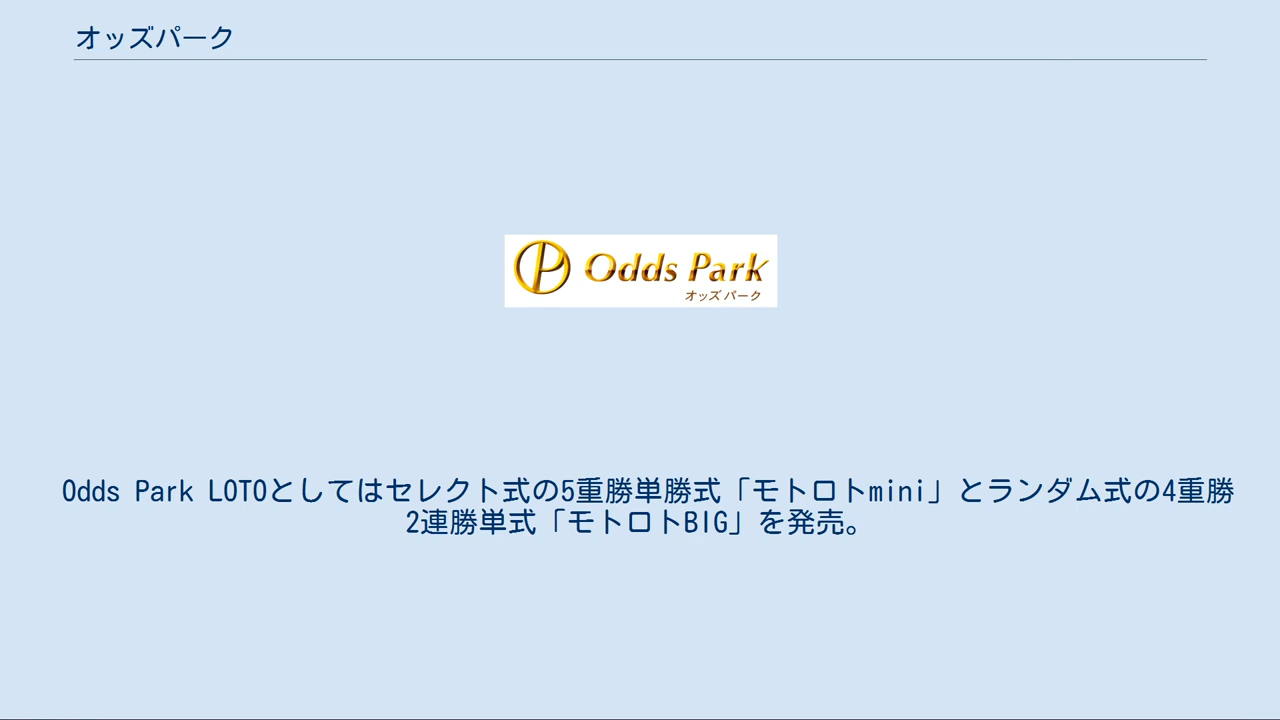 オッズパーク
Odds Park
オッズパーク
Odds Park LOTOとしてはセレクト式の5重勝単勝式「モトロトmini」とランダム式の4重勝
2連勝単式「モトロトBIG」を発売。